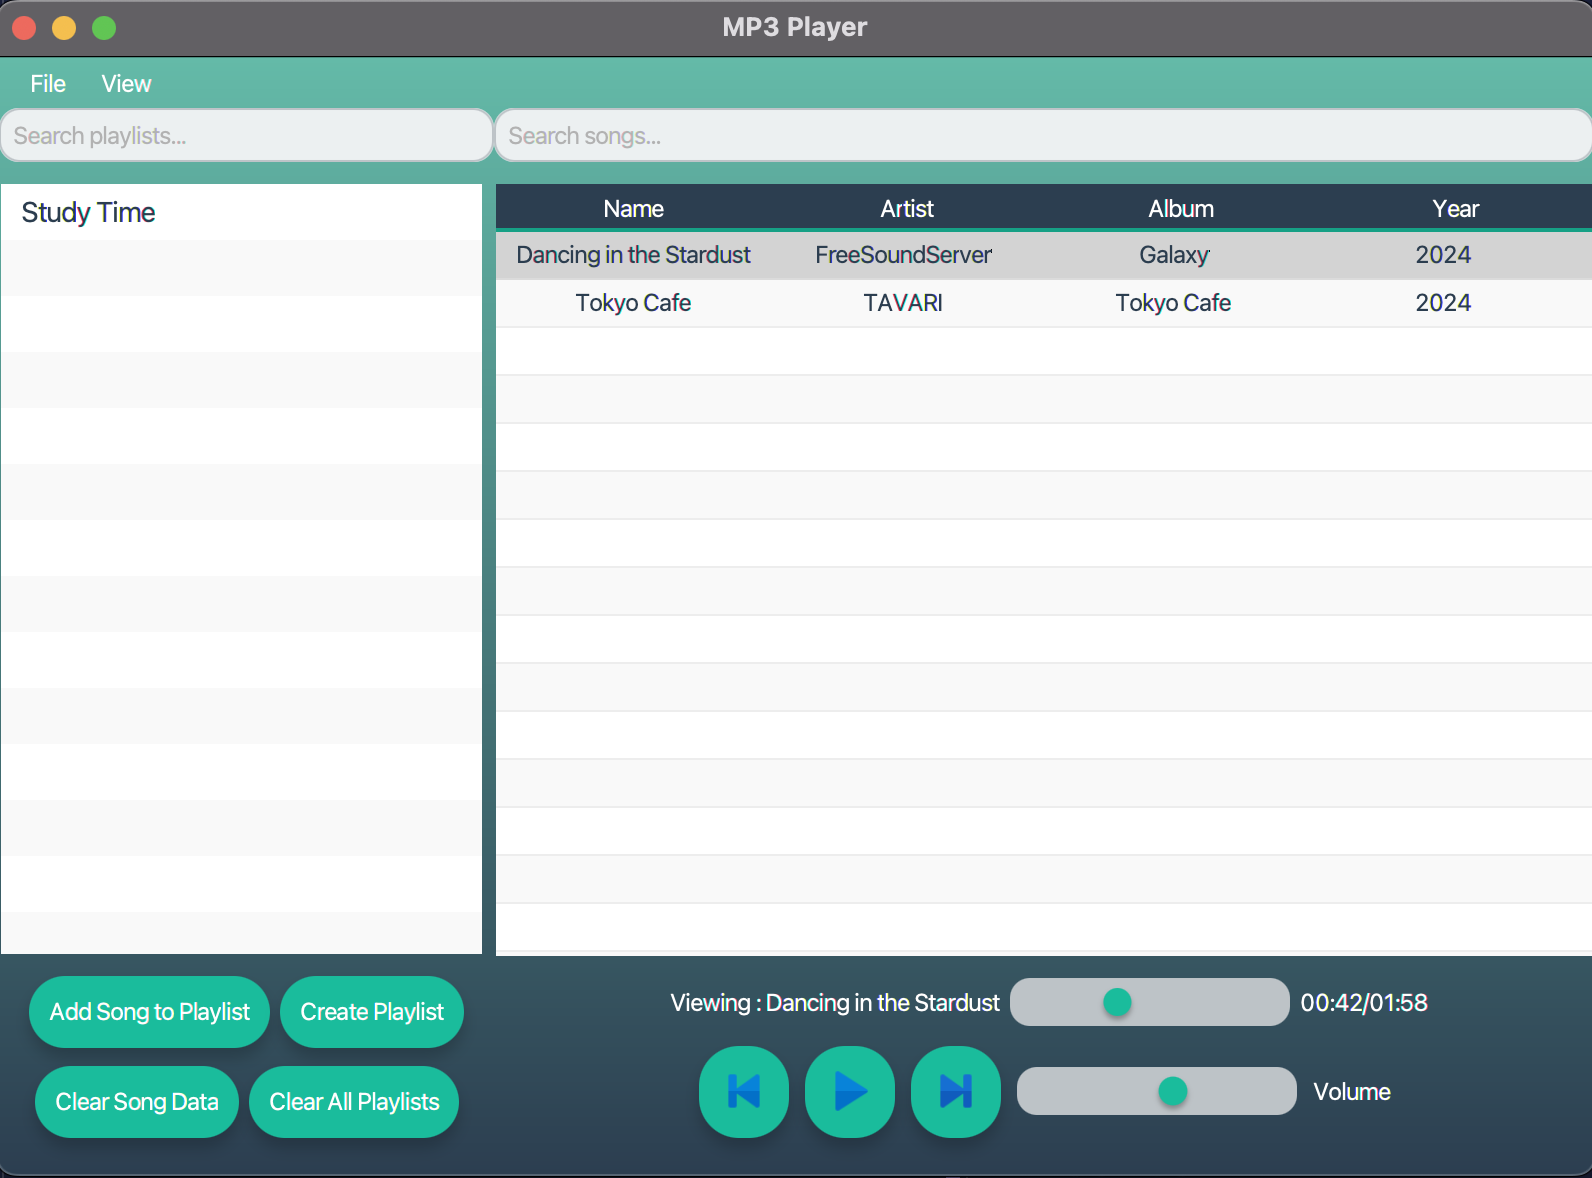 MP3 Player
File View
Search playlists... Search songs...
Study Time
Name Artist Album Year
Dancing in the Stardust FreeSoundServer Galaxy 2024
Tokyo Cafe TAVARI Tokyo Cafe 2024
Add Song to Playlist Create Playlist
Clear Song Data Clear All Playlists
Viewing : Dancing in the Stardust 00:42/01:58
Volume